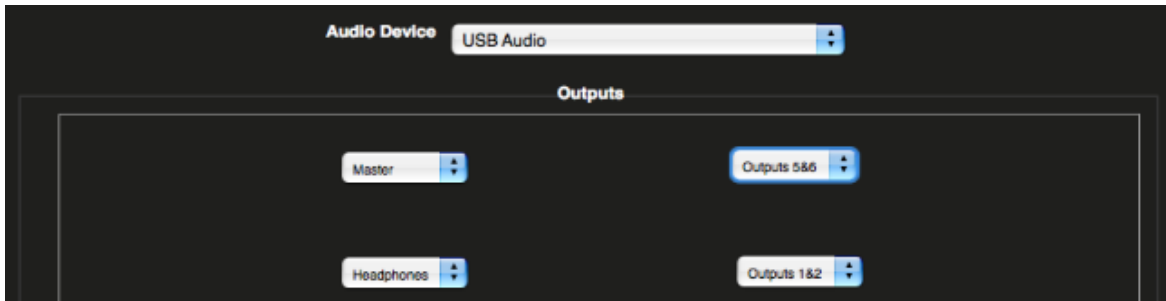 Audio Device USB Audio
Outputs
Master Outputs 5&6
Headphones Outputs 1&2